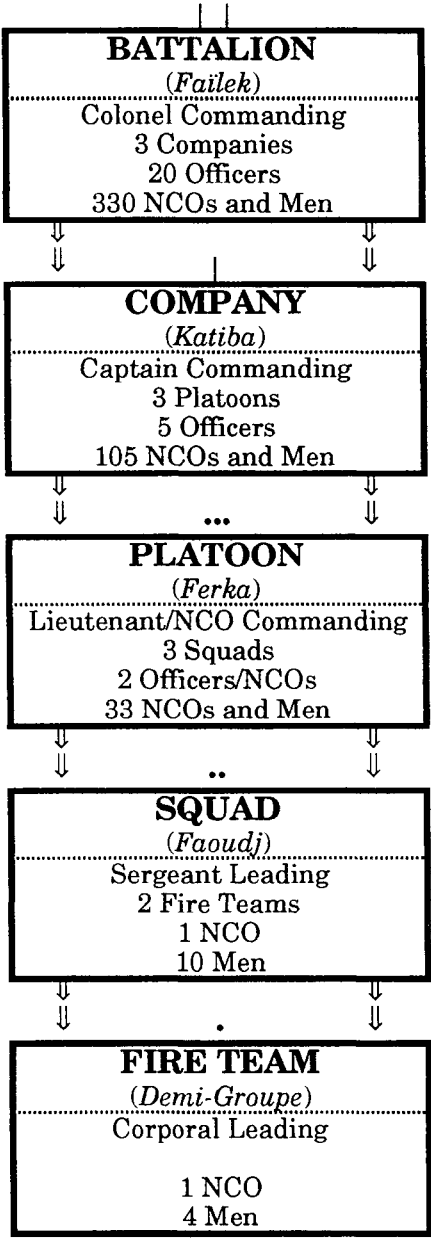 BATTALION
(Faïlek)
Colonel Commanding
3 Companies
20 Officers
330 NCOs and Men
COMPANY
(Katiba)
Captain Commanding
3 Platoons
5 Officers
105 NCOs and Men
PLATOON
(Ferka)
Lieutenant/NCO Commanding
3 Squads
2 Officers/NCOs
33 NCOs and Men
SQUAD
(Faoudj)
Sergeant Leading
2 Fire Teams
1 NCO
10 Men
FIRE TEAM
(Demi-Groupe)
Corporal Leading
1 NCO
4 Men